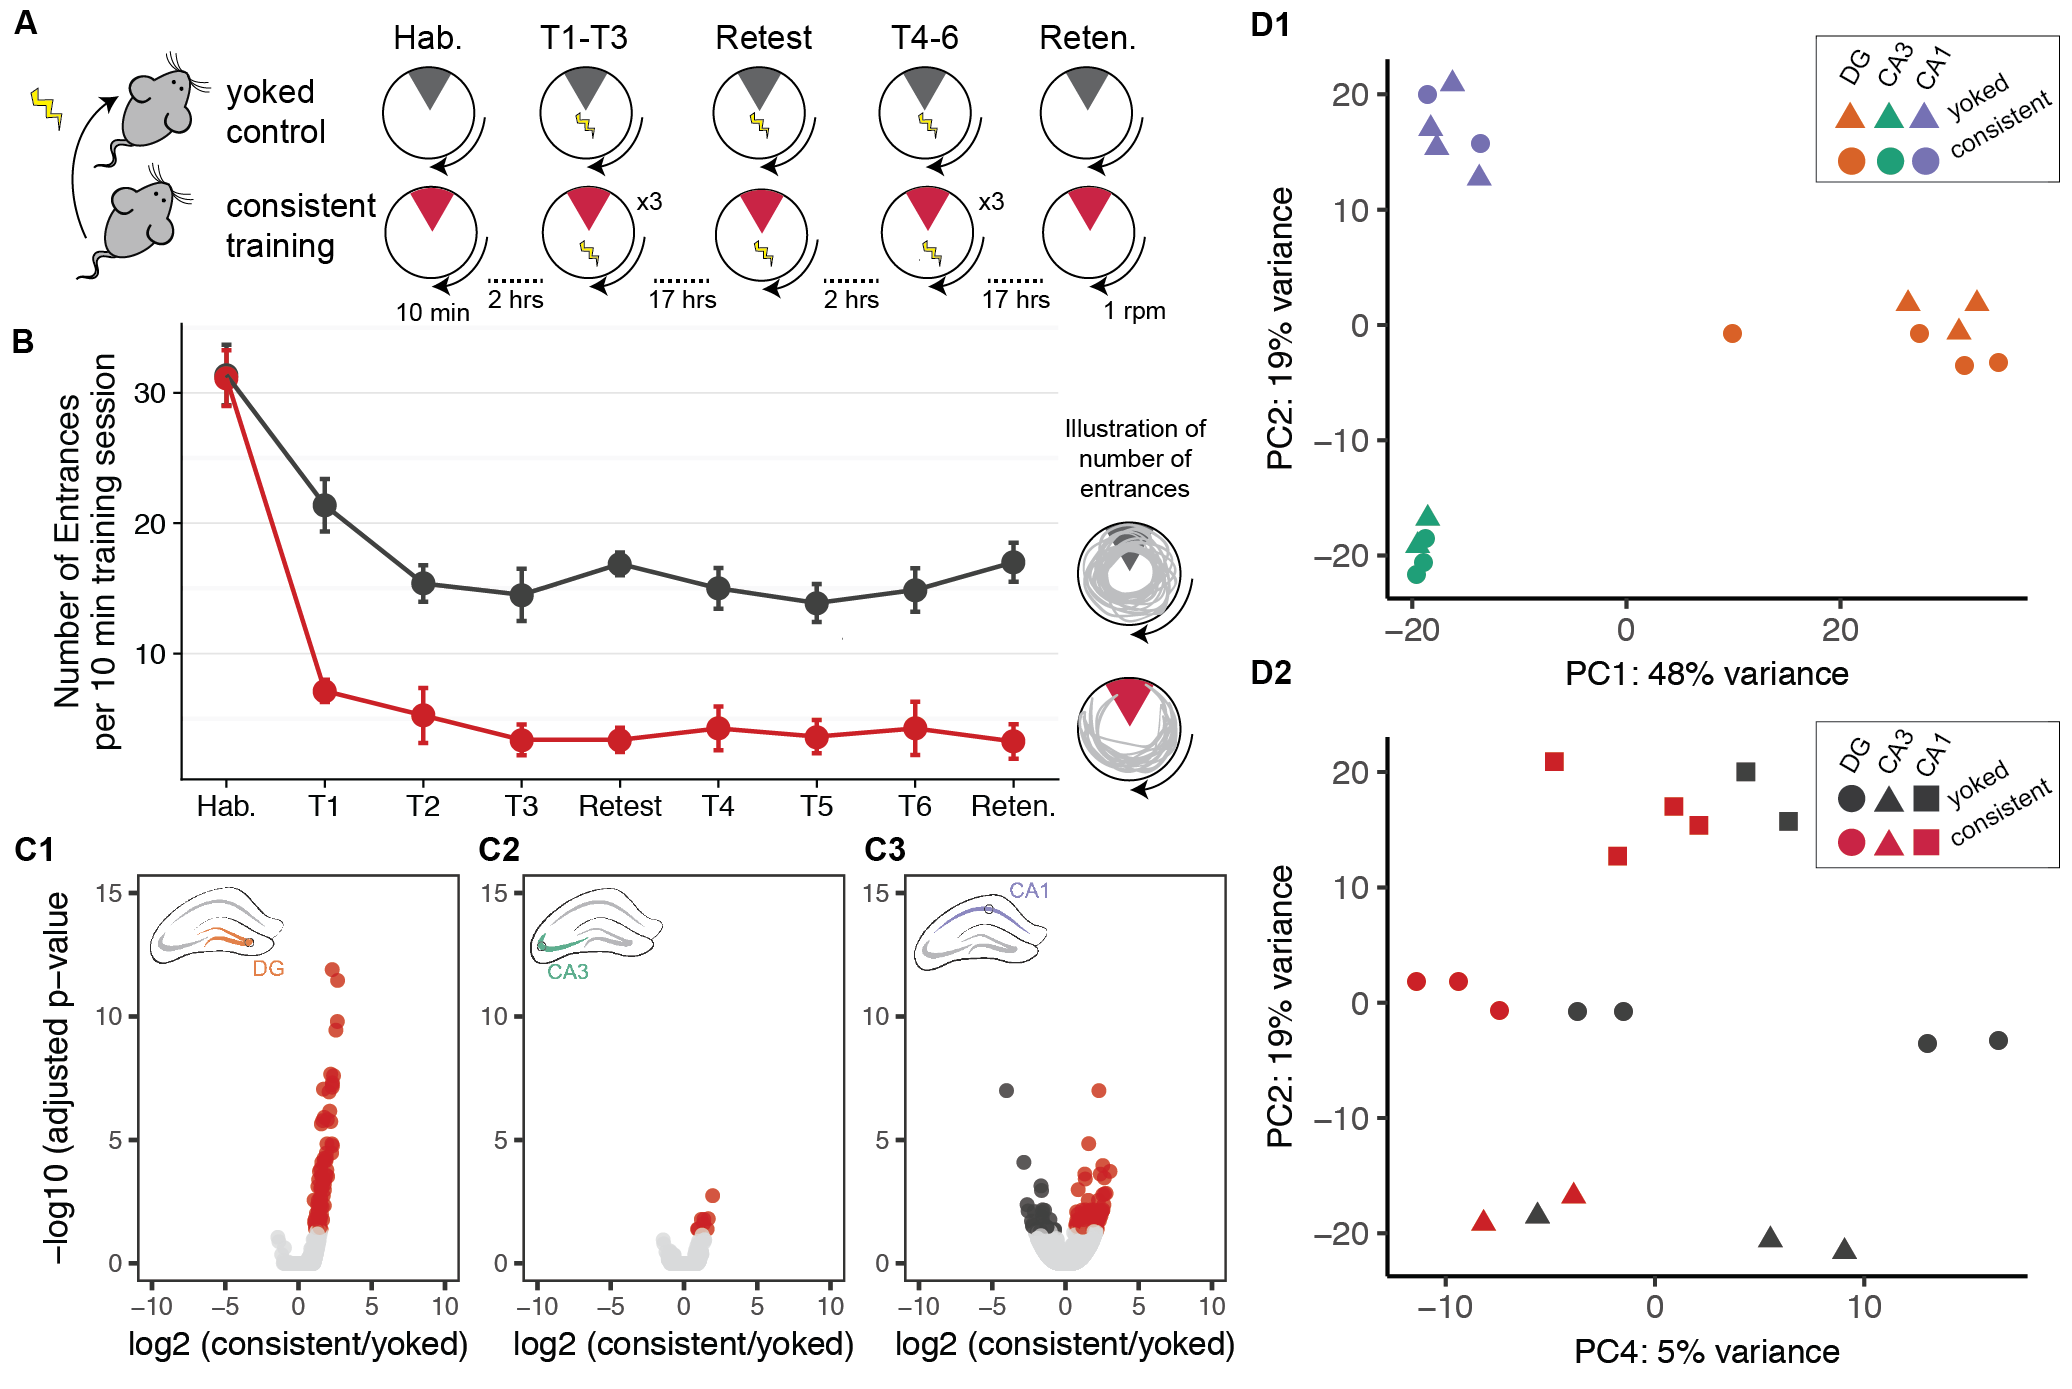 A
Hab.
T1-T3
Retest
T4-6
Reten.
yoked
control
consistent
training
x3
x3
10 min
2 hrs
17 hrs
2 hrs
17 hrs
1 rpm
B
Number of Entrances
per 10 min training session
30
20
10
Hab.
T1
T2
T3
Retest
T4
T5
T6
Reten.
Illustration of
number of
entrances
C1
−log10 (adjusted p−value
15
10
5
0
DG
−10
−5
0
5
10
log2 (consistent/yoked)
C2
15
10
5
0
CA3
−10
−5
0
5
10
log2 (consistent/yoked)
C3
15
10
5
0
CA1
−10
−5
0
5
10
log2 (consistent/yoked)
D1
PC2: 19% variance
20
10
0
−10
−20
−20
0
20
PC1: 48% variance
DG
CA3
CA1
yoked
consistent
D2
PC2: 19% variance
20
10
0
−10
−20
−10
0
10
PC4: 5% variance
DG
CA3
CA1
yoked
consistent